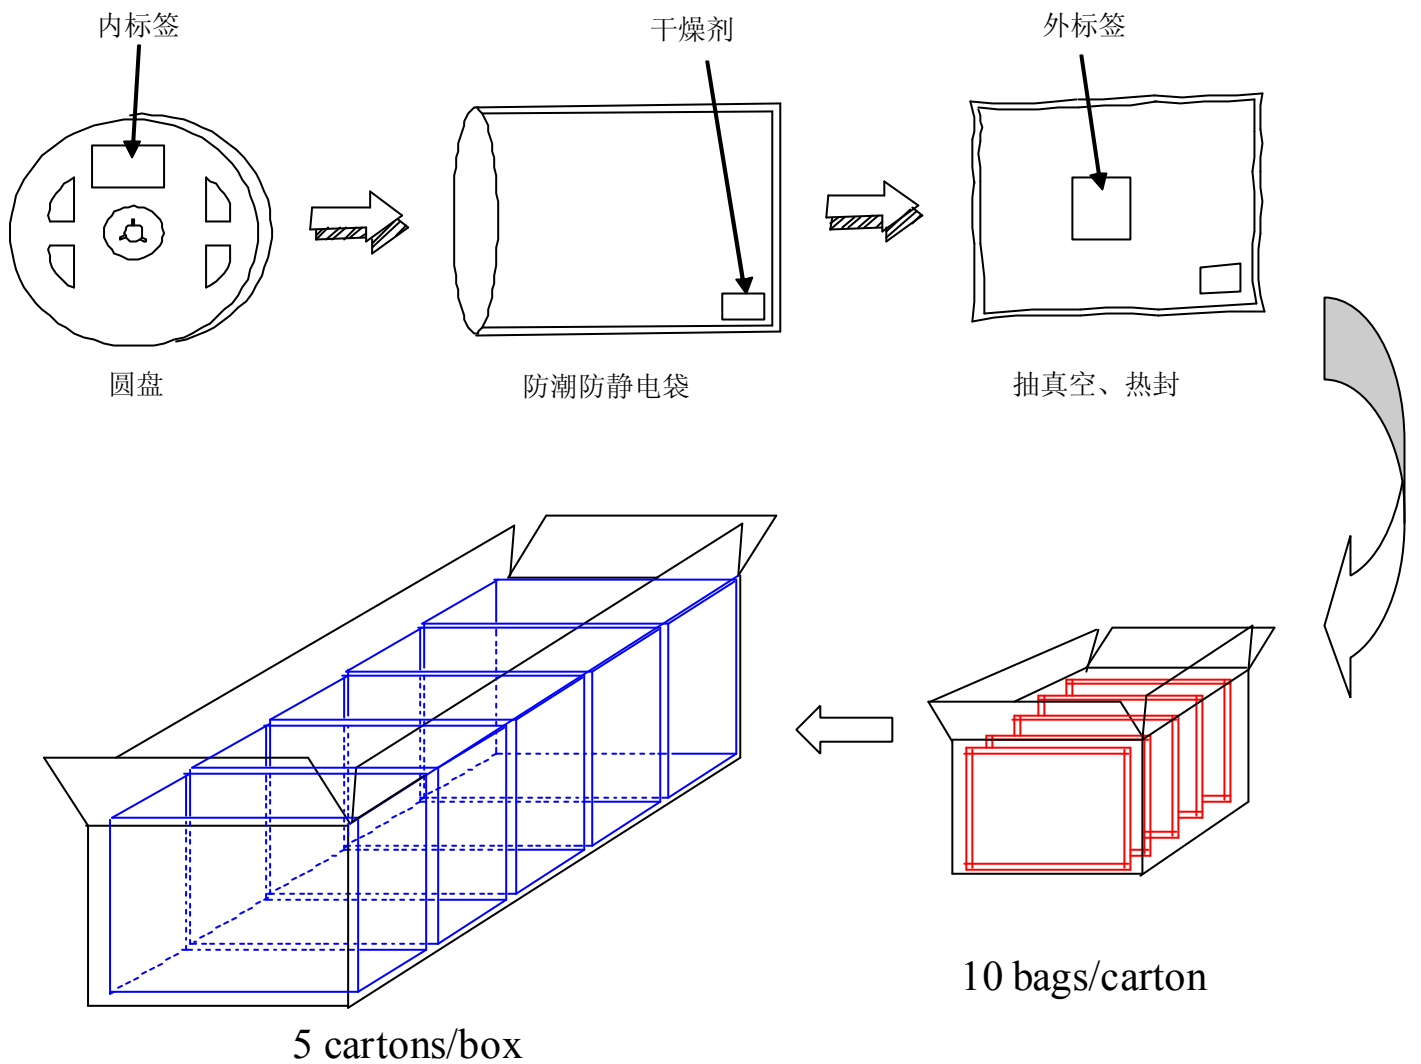 内标签
干燥剂
外标签
圆盘
防潮防静电袋
抽真空、热封
10 bags/carton
5 cartons/box